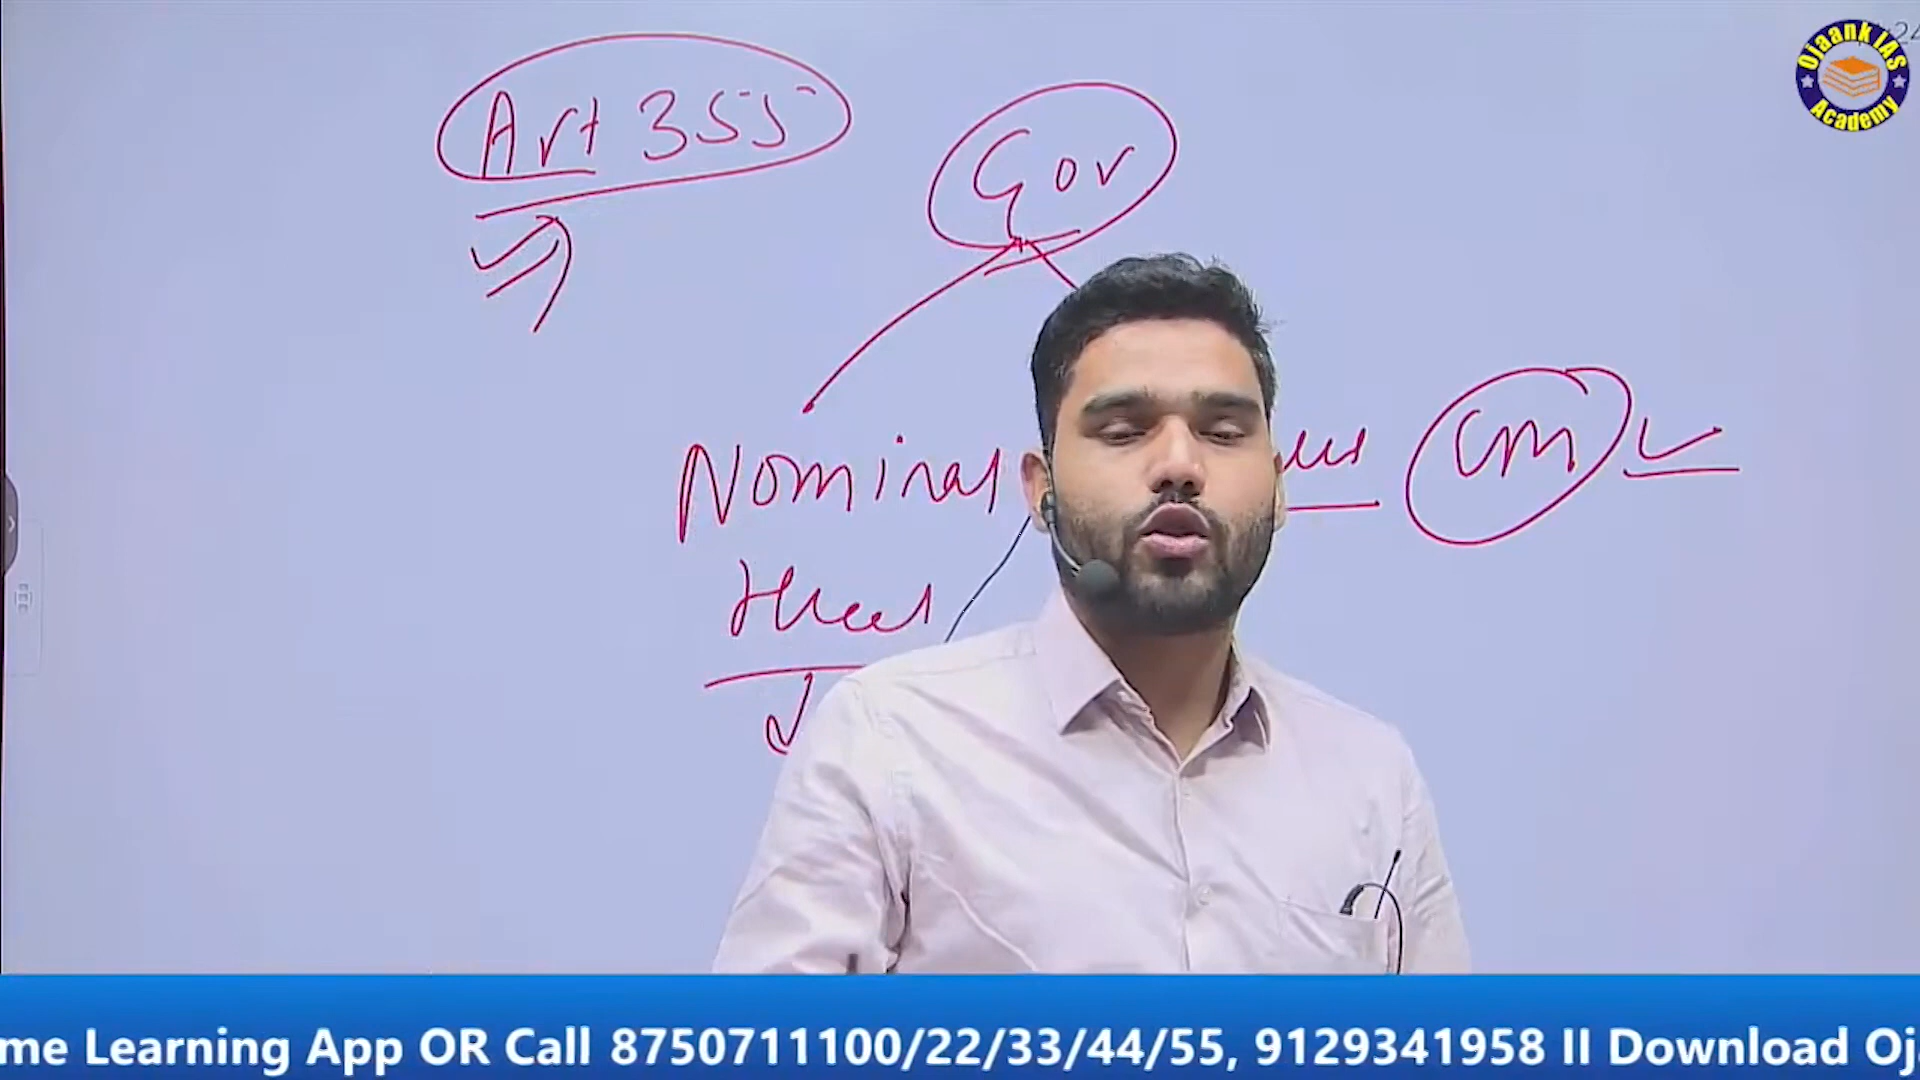 Ojaank IAS
Academy
Art 355
Gov
Nominal
CM
Head
me Learning App OR Call 8750711100/22/33/44/55, 9129341958 II Download Oj